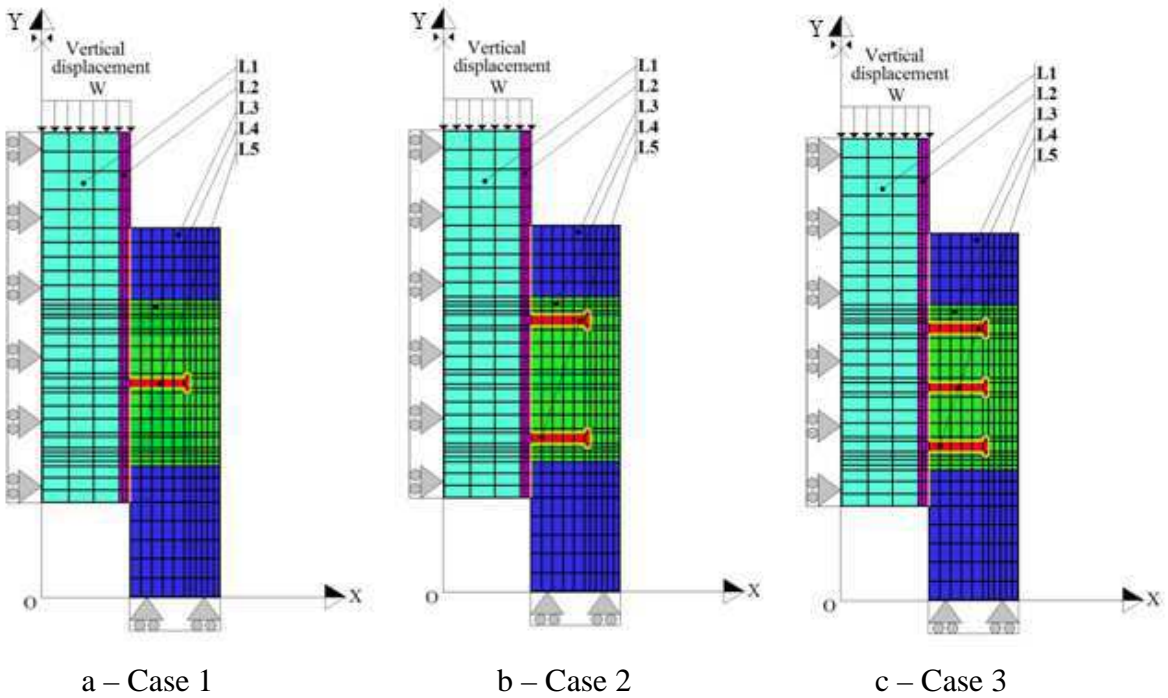 Y
Vertical
displacement
W
L1
L2
L3
L4
L5
O
X
a – Case 1
Y
Vertical
displacement
W
L1
L2
L3
L4
L5
O
X
b – Case 2
Y
Vertical
displacement
W
L1
L2
L3
L4
L5
O
X
c – Case 3